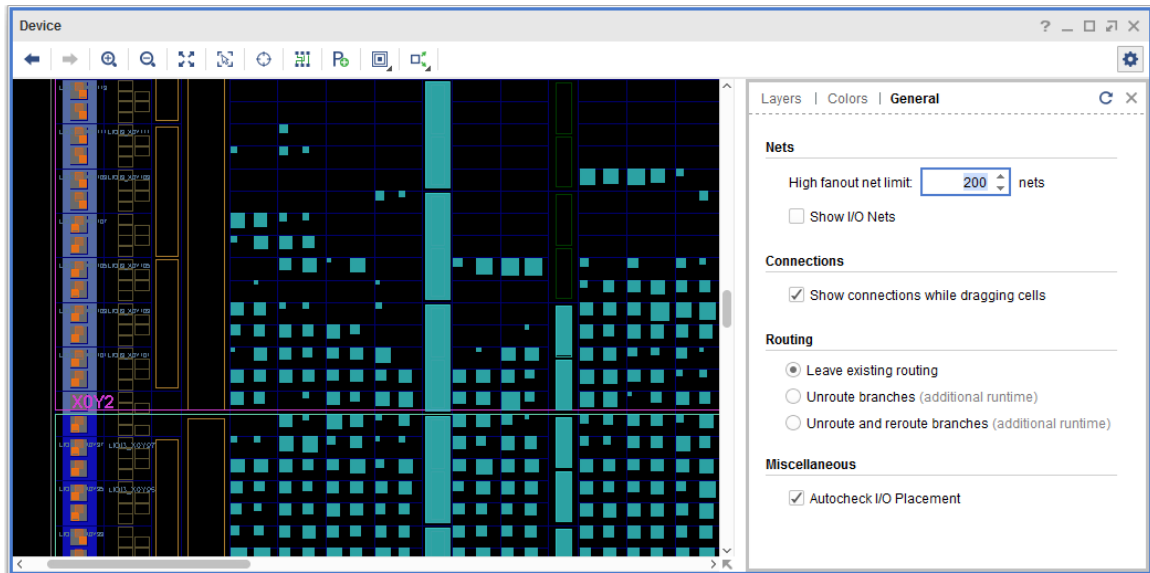 Device
Layers | Colors | General
Nets
High fanout net limit: 200 nets
Show I/O Nets
Connections
Show connections while dragging cells
Routing
Leave existing routing
Unroute branches (additional runtime)
Unroute and reroute branches (additional runtime)
Miscellaneous
Autocheck I/O Placement
X0Y2